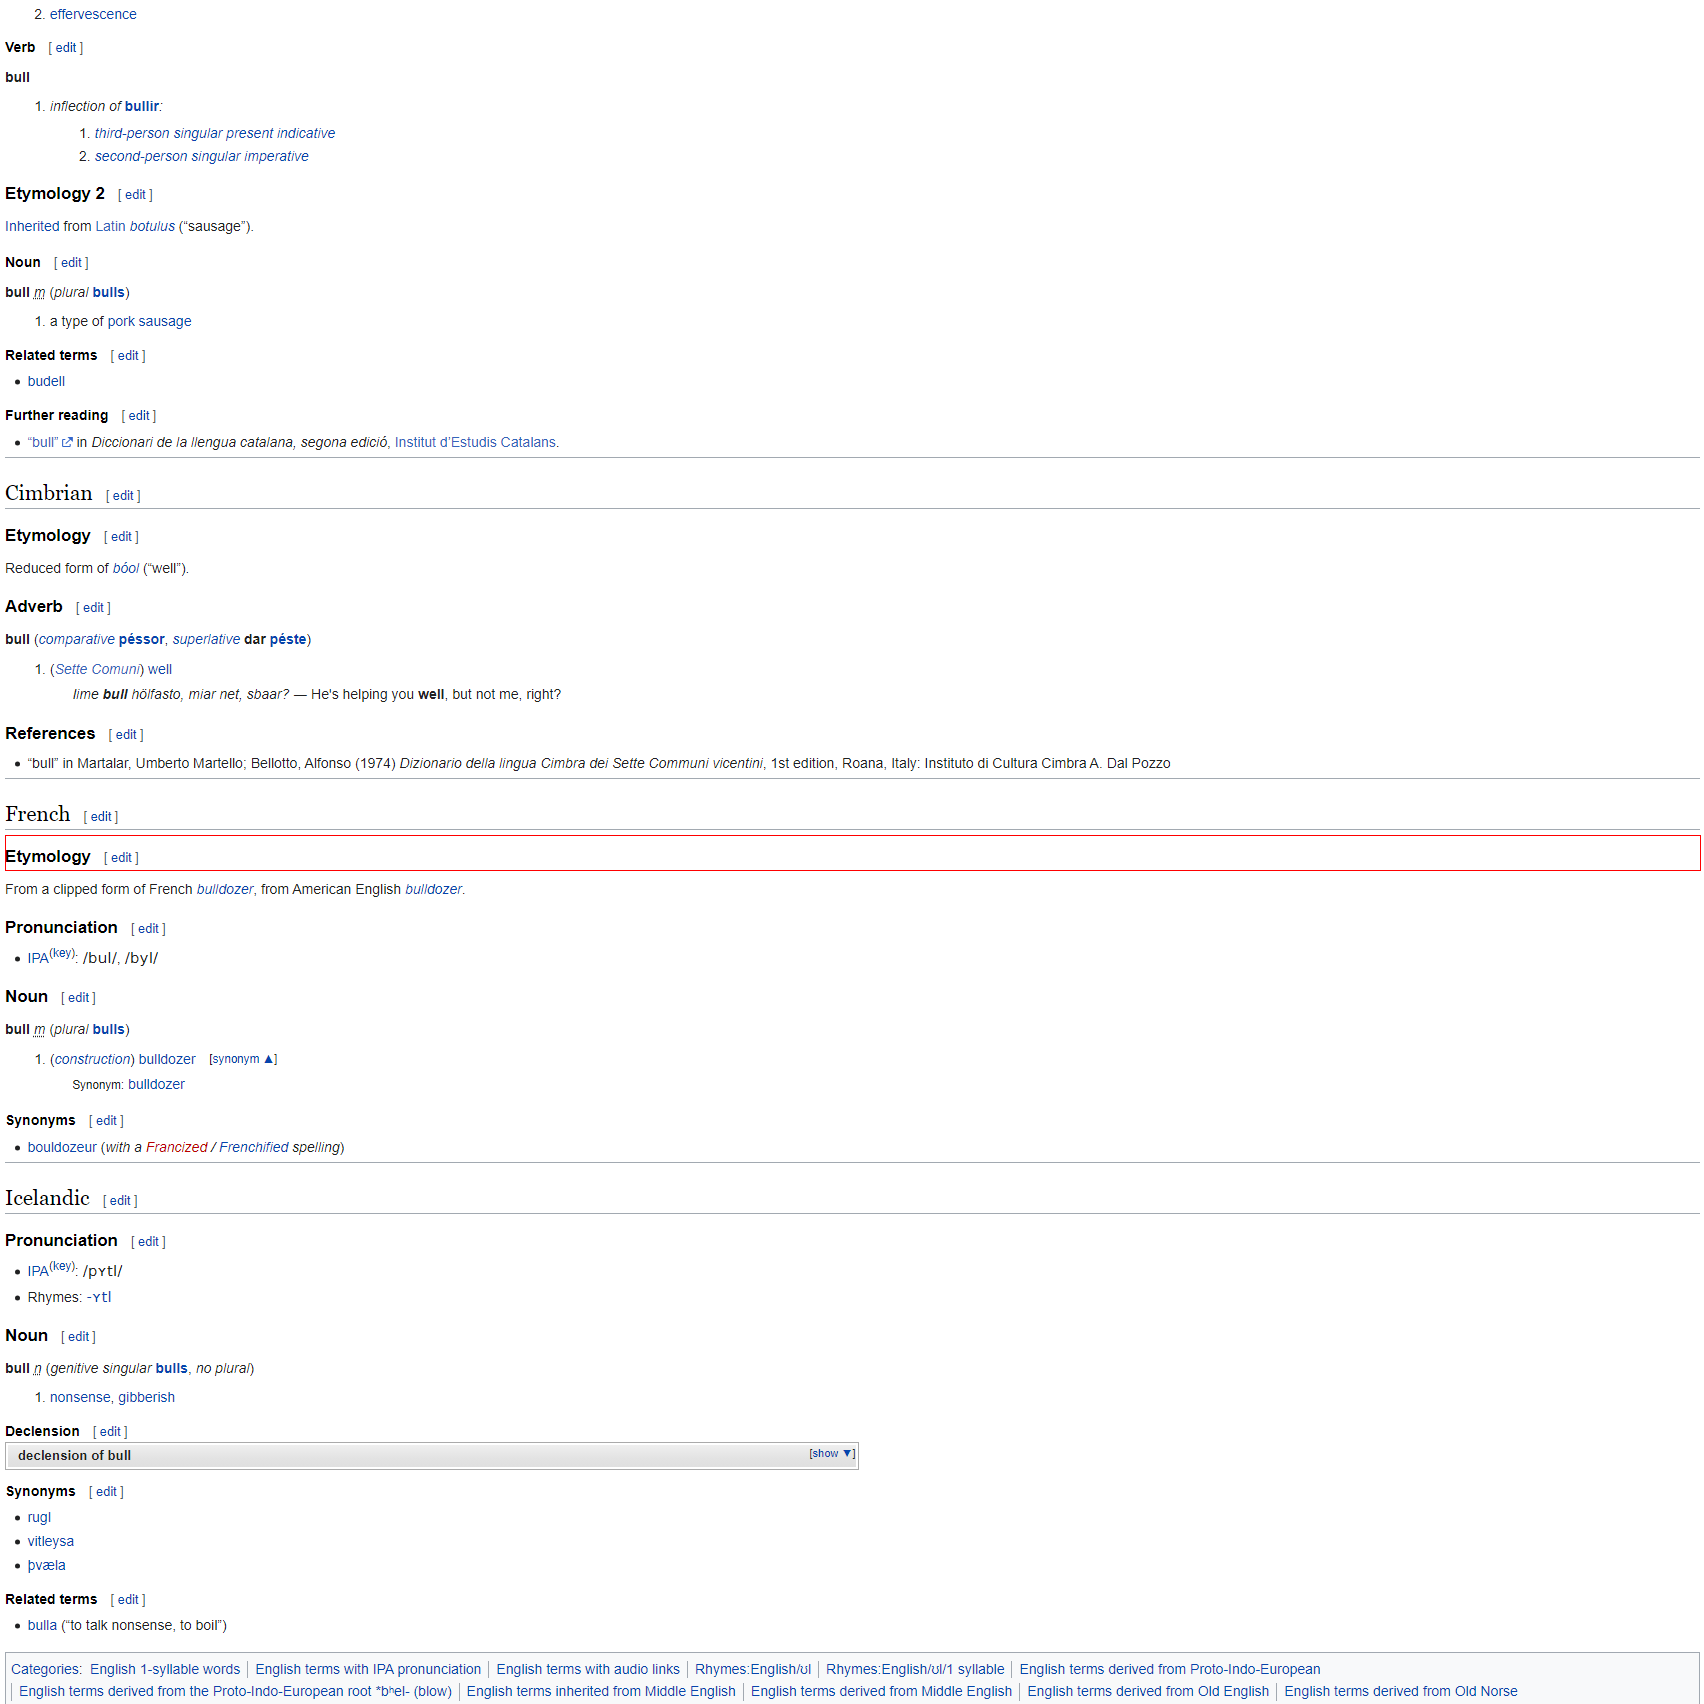 2. effervescence
Verb [ edit ]
bull
1. inflection of bullir:
1. third-person singular present indicative
2. second-person singular imperative
Etymology 2 [ edit ]
Inherited from Latin botulus (“sausage”).
Noun [ edit ]
bull m (plural bulls)
1. a type of pork sausage
Related terms [ edit ]
• budell
Further reading [ edit ]
• “bull” in Diccionari de la llengua catalana, segona edició, Institut d’Estudis Catalans.
Cimbrian [ edit ]
Etymology [ edit ]
Reduced form of bóol (“well”).
Adverb [ edit ]
bull (comparative péssor, superlative dar péste)
1. (Sette Comuni) well
Iime bull hölfasto, miar net, sbaar? — He's helping you well, but not me, right?
References [ edit ]
• “bull” in Martalar, Umberto Martello; Bellotto, Alfonso (1974) Dizionario della lingua Cimbra dei Sette Communi vicentini, 1st edition, Roana, Italy: Instituto di Cultura Cimbra A. Dal Pozzo
French [ edit ]
Etymology [ edit ]
From a clipped form of French bulldozer, from American English bulldozer.
Pronunciation [ edit ]
• IPA(key): /bul/, /byl/
Noun [ edit ]
bull m (plural bulls)
1. (construction) bulldozer [synonym ▲]
Synonym: bulldozer
Synonyms [ edit ]
• bouldozeur (with a Francized / Frenchified spelling)
Icelandic [ edit ]
Pronunciation [ edit ]
• IPA(key): /pʏtl/
• Rhymes: -ʏtl
Noun [ edit ]
bull n (genitive singular bulls, no plural)
1. nonsense, gibberish
Declension [ edit ]
declension of bull [show ▼]
Synonyms [ edit ]
• rugl
• vitleysa
• þvæla
Related terms [ edit ]
• bulla (“to talk nonsense, to boil”)
Categories: English 1-syllable words | English terms with IPA pronunciation | English terms with audio links | Rhymes:English/ʊl | Rhymes:English/ʊl/1 syllable | English terms derived from Proto-Indo-European
| English terms derived from the Proto-Indo-European root *bʰel- (blow) | English terms inherited from Middle English | English terms derived from Middle English | English terms derived from Old English | English terms derived from Old Norse